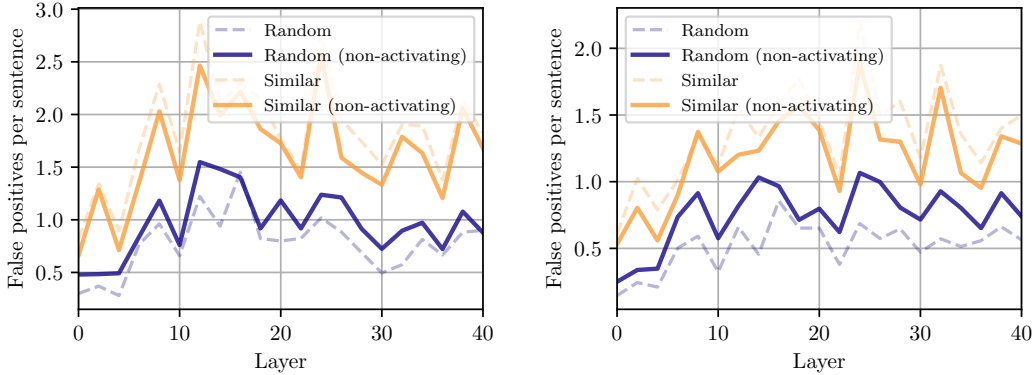 False positives per sentence
3.0
2.5
2.0
1.5
1.0
0.5
0
10
20
30
40
Layer
Random
Random (non-activating)
Similar
Similar (non-activating)
False positives per sentence
2.0
1.5
1.0
0.5
0
10
20
30
40
Layer
Random
Random (non-activating)
Similar
Similar (non-activating)